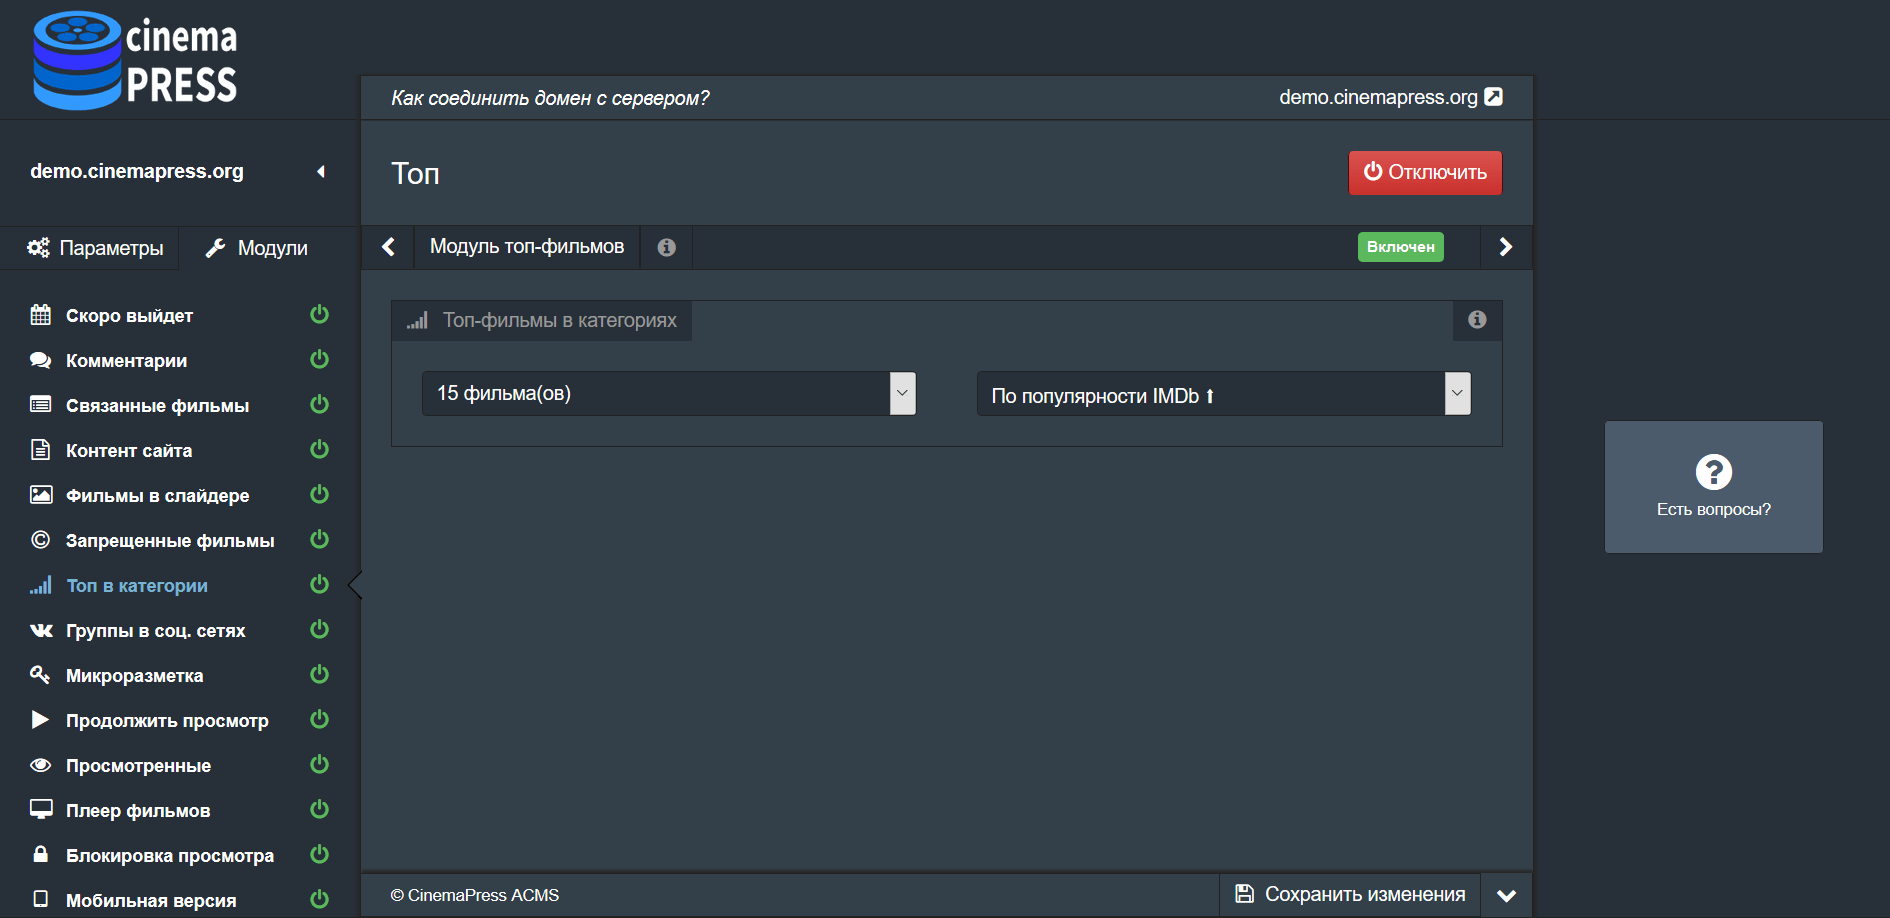 cinema
PRESS
Как соединить домен с сервером?
demo.cinemapress.org
demo.cinemapress.org
Топ
Отключить
Параметры
Модули
Модуль топ-фильмов
Включен
Скоро выйдет
Комментарии
Связанные фильмы
Контент сайта
Фильмы в слайдере
Запрещенные фильмы
Топ в категории
Группы в соц. сетях
Микроразметка
Продолжить просмотр
Просмотренные
Плеер фильмов
Блокировка просмотра
Мобильная версия
Топ-фильмы в категориях
15 фильма(ов)
По популярности IMDb ⬆
Есть вопросы?
© CinemaPress ACMS
Сохранить изменения